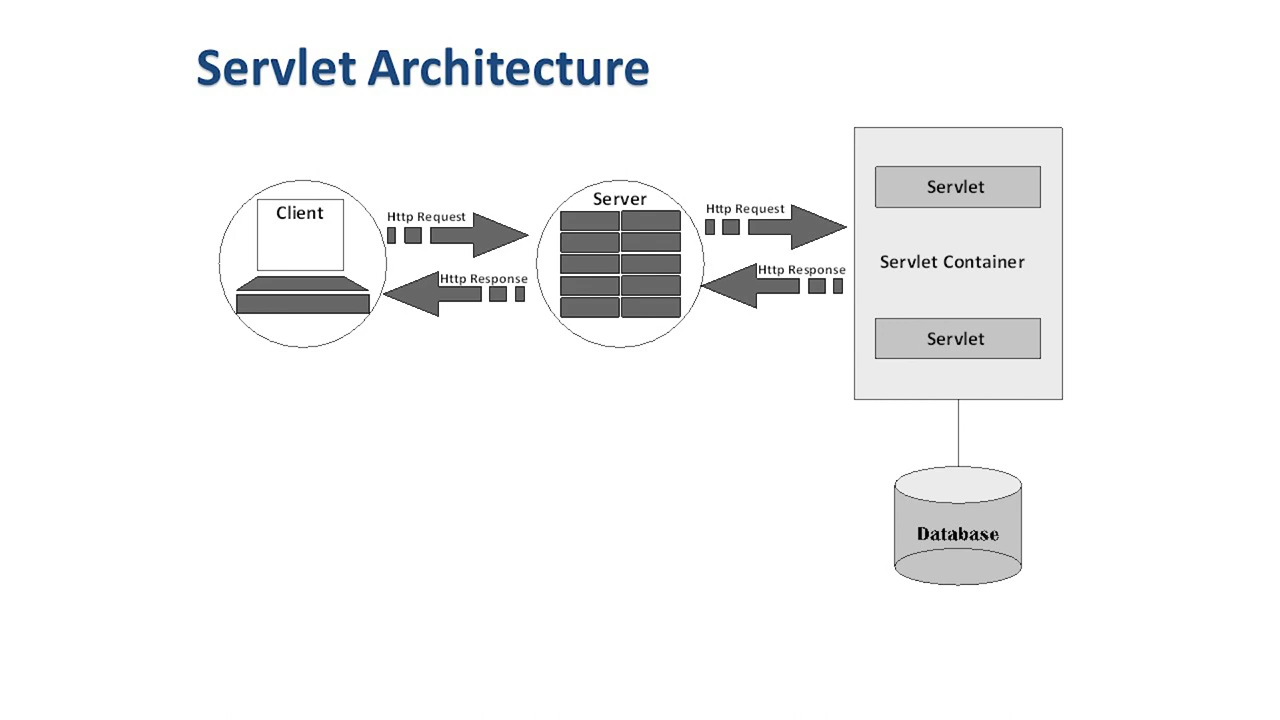 Servlet Architecture
Client
Http Request
Http Response
Server
Http Request
Http Response
Servlet
Servlet Container
Servlet
Database